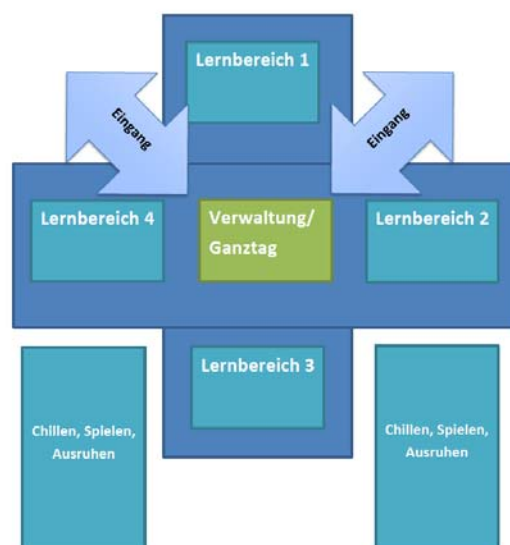 Lernbereich 1
Eingang
Eingang
Lernbereich 4
Verwaltung/
Ganztag
Lernbereich 2
Lernbereich 3
Chillen, Spielen,
Ausruhen
Chillen, Spielen,
Ausruhen